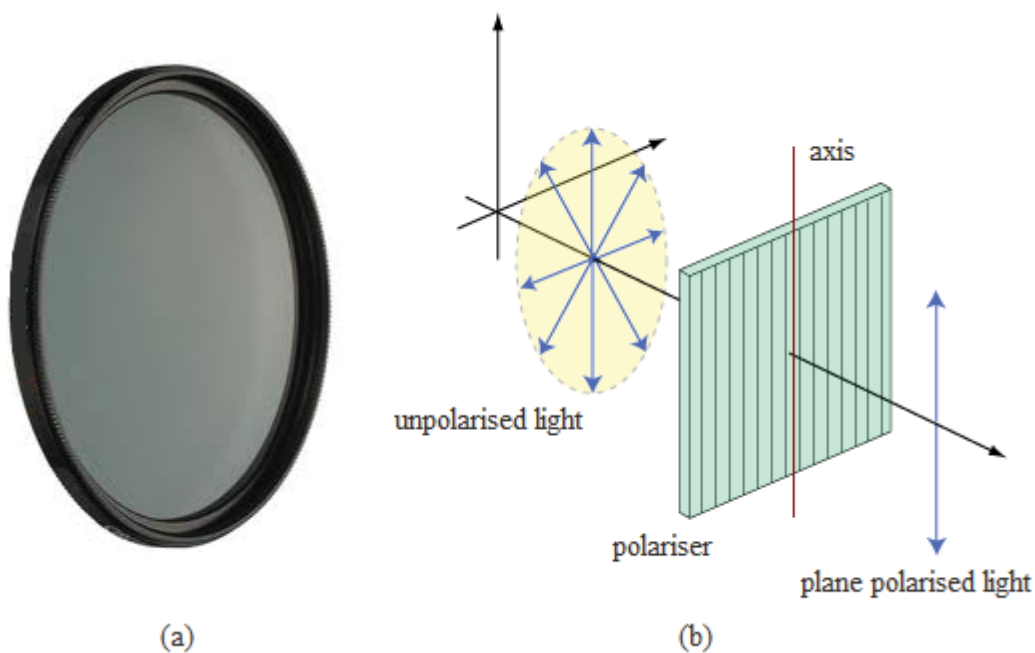 axis
unpolarised light
polariser
plane polarised light
(a)
(b)